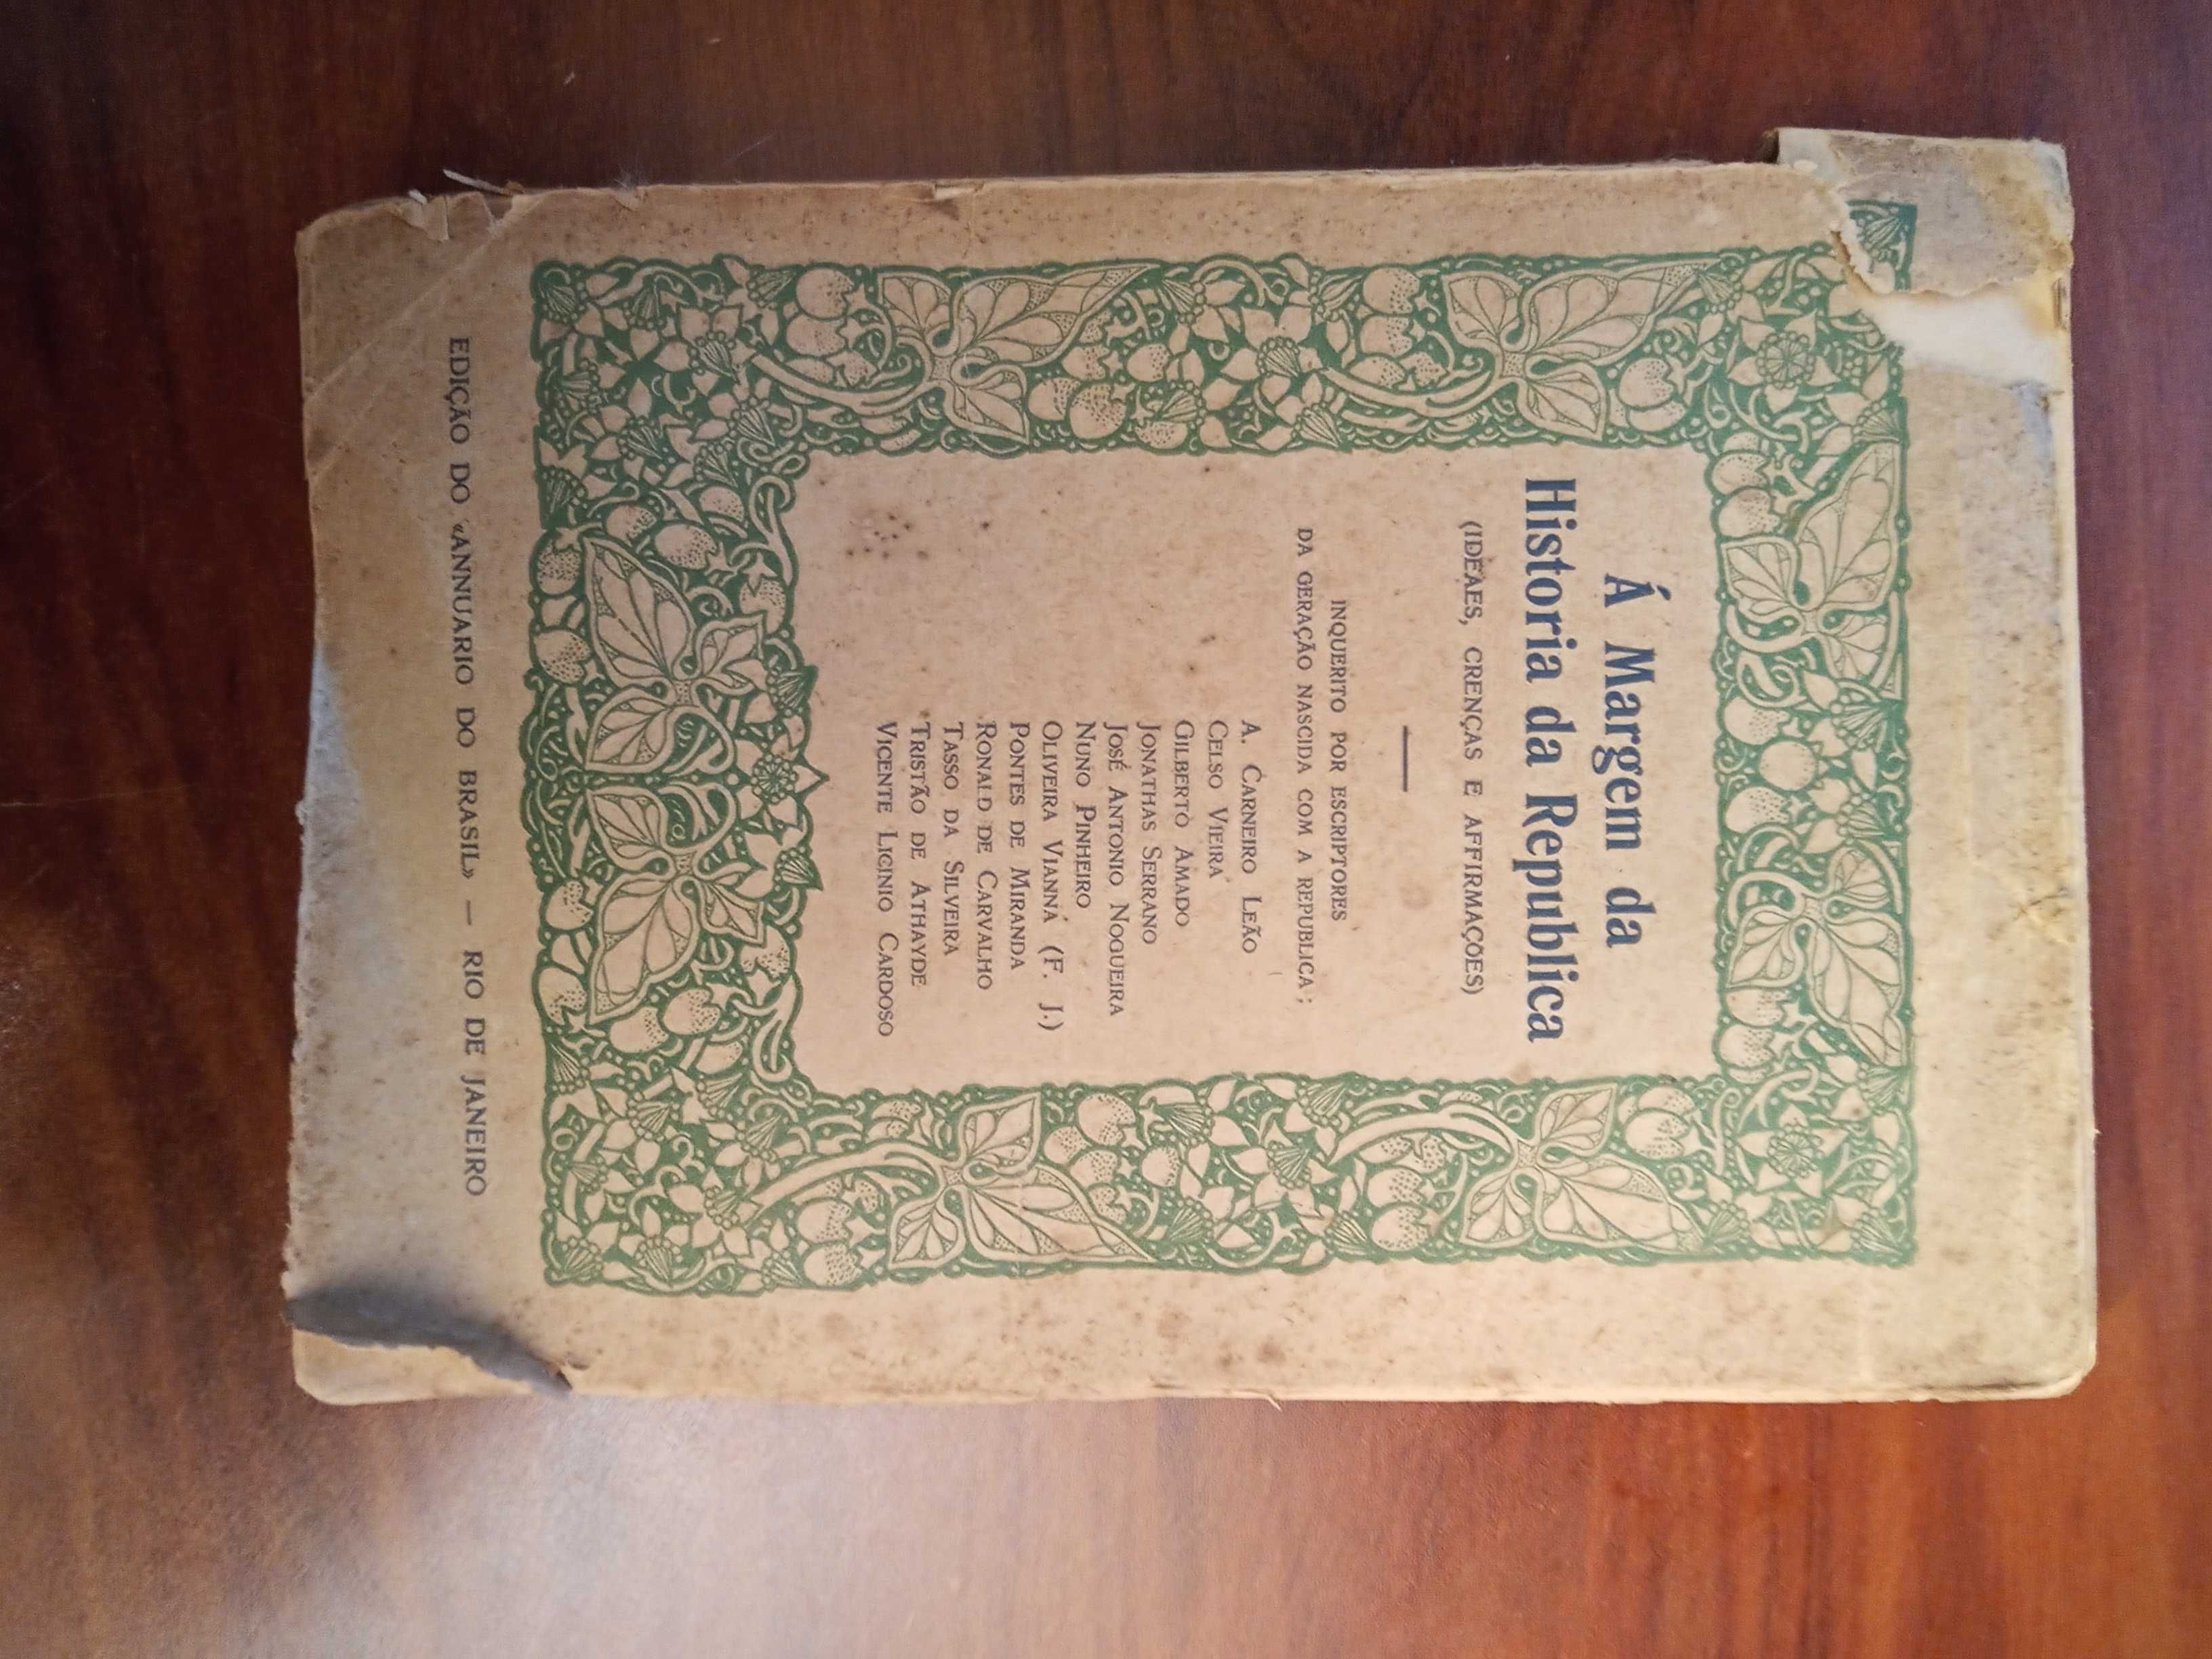 Á Margem da
Historia da Republica
(IDEAES, CRENÇAS E AFFIRMAÇÕES)
INQUERITO POR ESCRIPTORES
DA GERAÇÃO NASCIDA COM A REPUBLICA;
A. CARNEIRO LEÃO
CELSO VIEIRA
GILBERTO AMADO
JONATHAS SERRANO
JOSÉ ANTONIO NOGUEIRA
NUNO PINHEIRO
OLIVEIRA VIANNA (F. J.)
PONTES DE MIRANDA
RONALD DE CARVALHO
TASSO DA SILVEIRA
TRISTÃO DE ATHAYDE
VICENTE LICINIO CARDOSO
EDIÇÃO DO «ANNUARIO DO BRASIL» — RIO DE JANEIRO